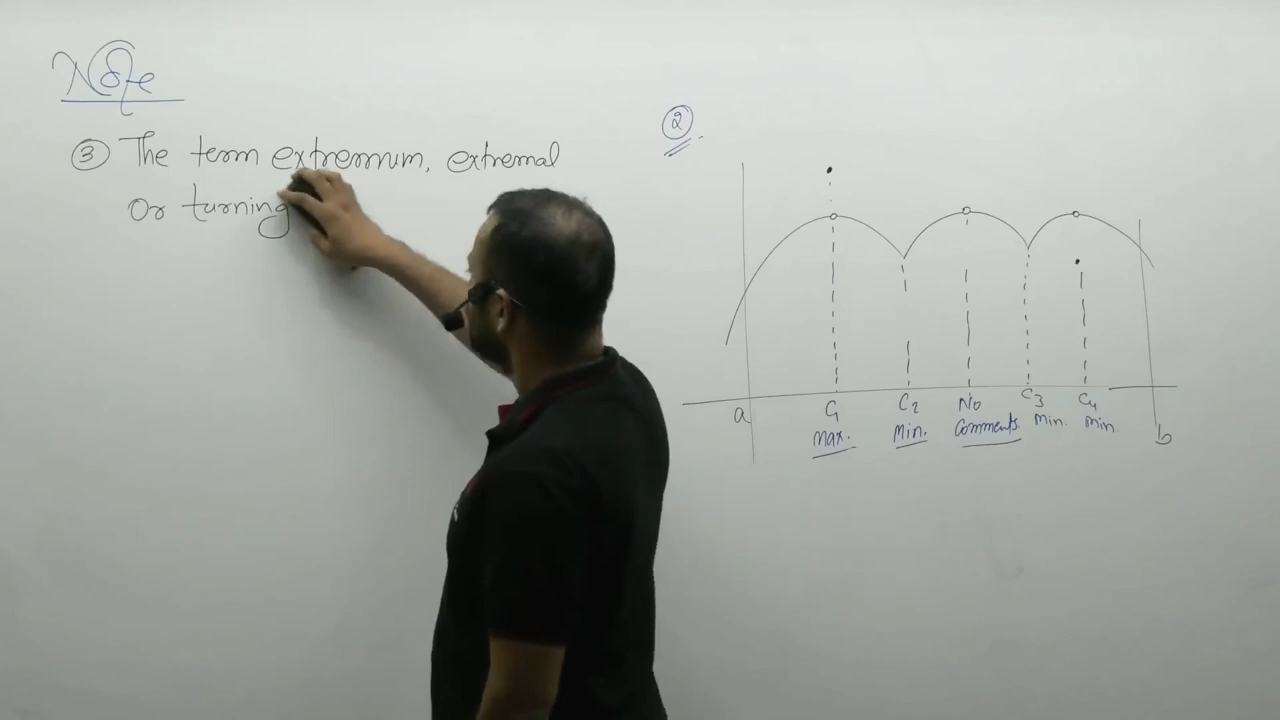 Note
③ The term extremum, extremal
Or turning
②.
a C₁ C₂ No C₃ C₄ b
max. Min. Comments. Min. min.